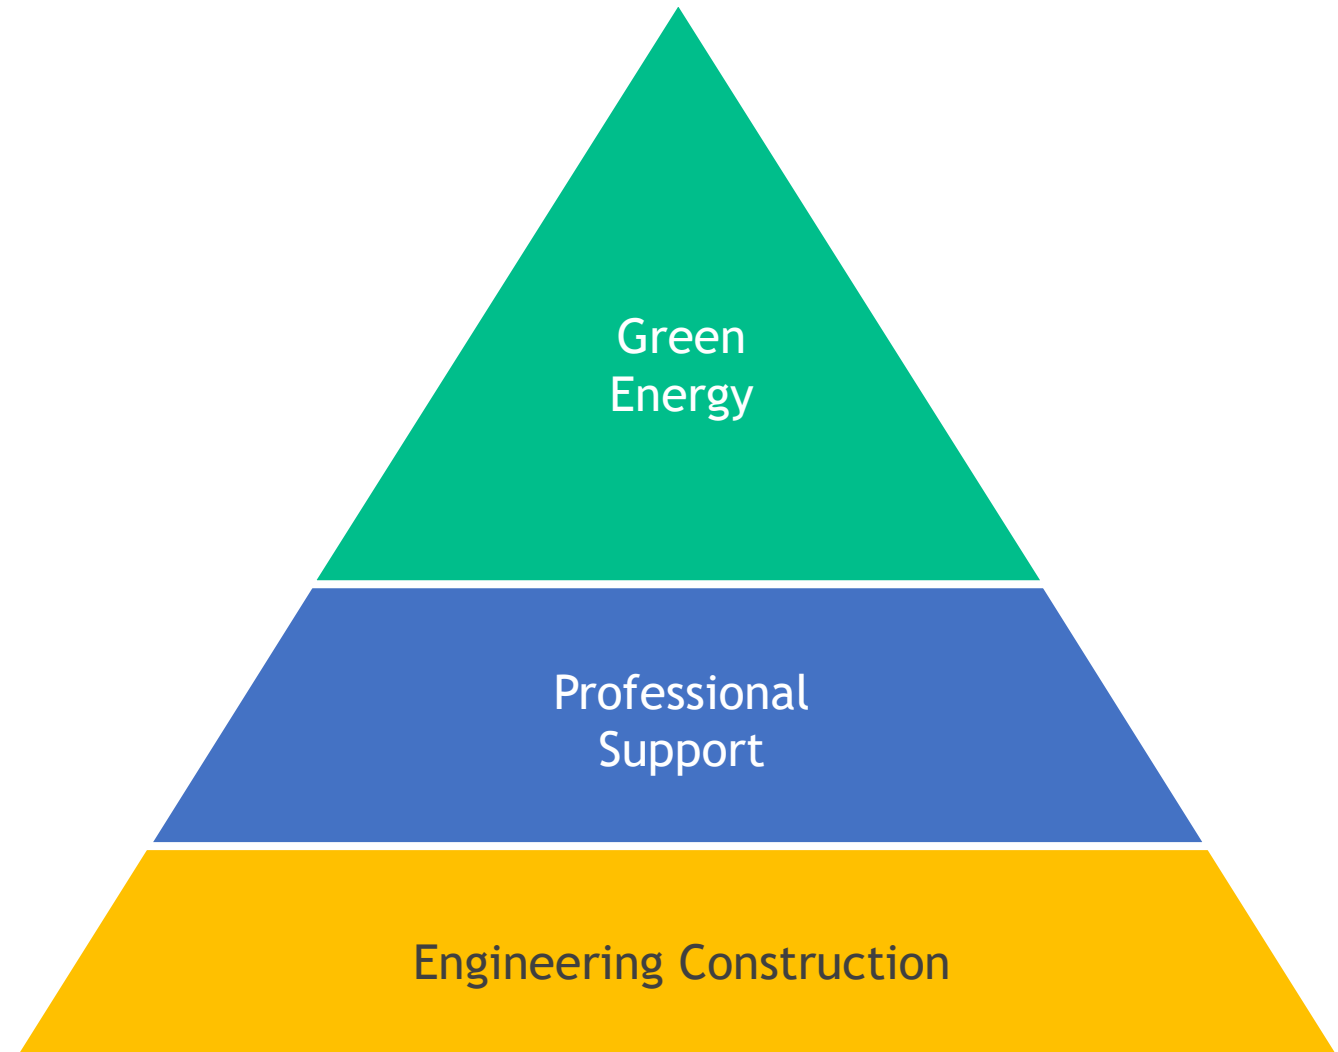 Green
Energy
Professional
Support
Engineering Construction